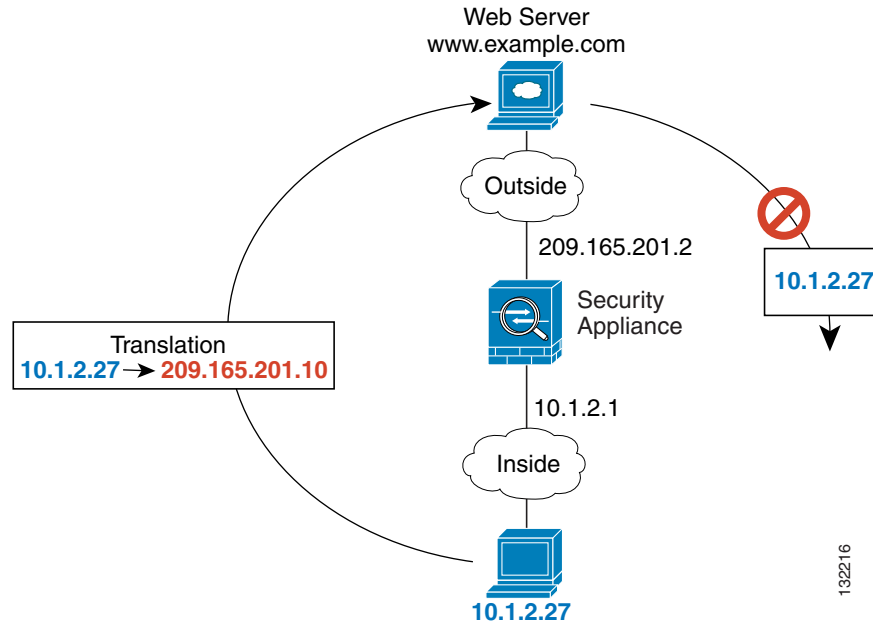 Web Server
www.example.com
Outside
209.165.201.2
10.1.2.27
Security
Appliance
Translation
10.1.2.27 209.165.201.10
10.1.2.1
Inside
10.1.2.27
132216